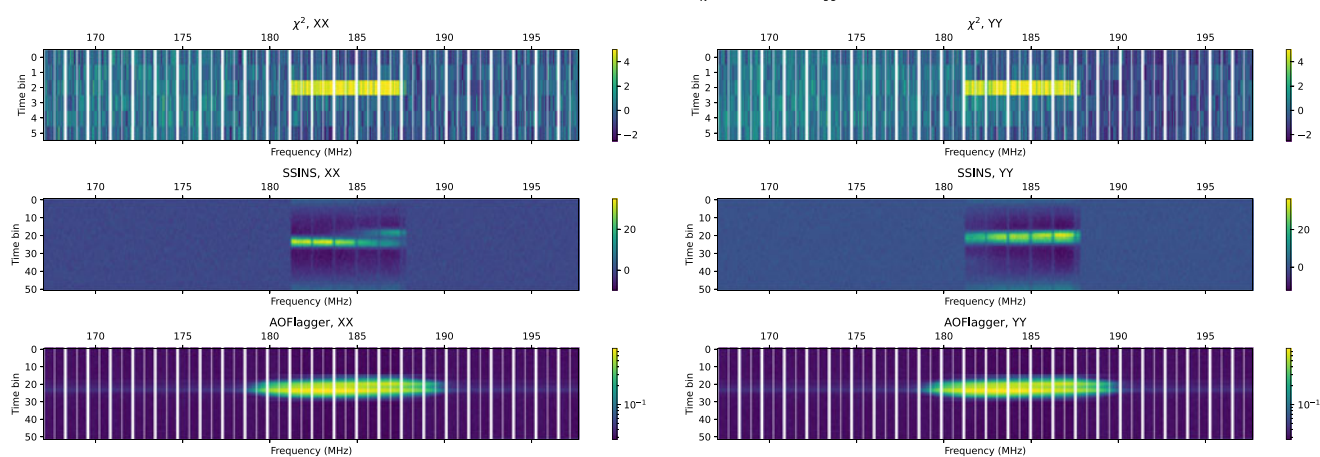 χ², XX
170 175 180 185 190 195
Time bin
0
1
2
3
4
5
Frequency (MHz)
4
2
0
−2
χ², YY
170 175 180 185 190 195
Time bin
0
1
2
3
4
5
Frequency (MHz)
4
2
0
−2
SSINS, XX
170 175 180 185 190 195
Time bin
0
10
20
30
40
50
Frequency (MHz)
20
0
SSINS, YY
170 175 180 185 190 195
Time bin
0
10
20
30
40
50
Frequency (MHz)
20
0
AOFlagger, XX
170 175 180 185 190 195
Time bin
0
10
20
30
40
50
Frequency (MHz)
10⁻¹
AOFlagger, YY
170 175 180 185 190 195
Time bin
0
10
20
30
40
50
Frequency (MHz)
10⁻¹